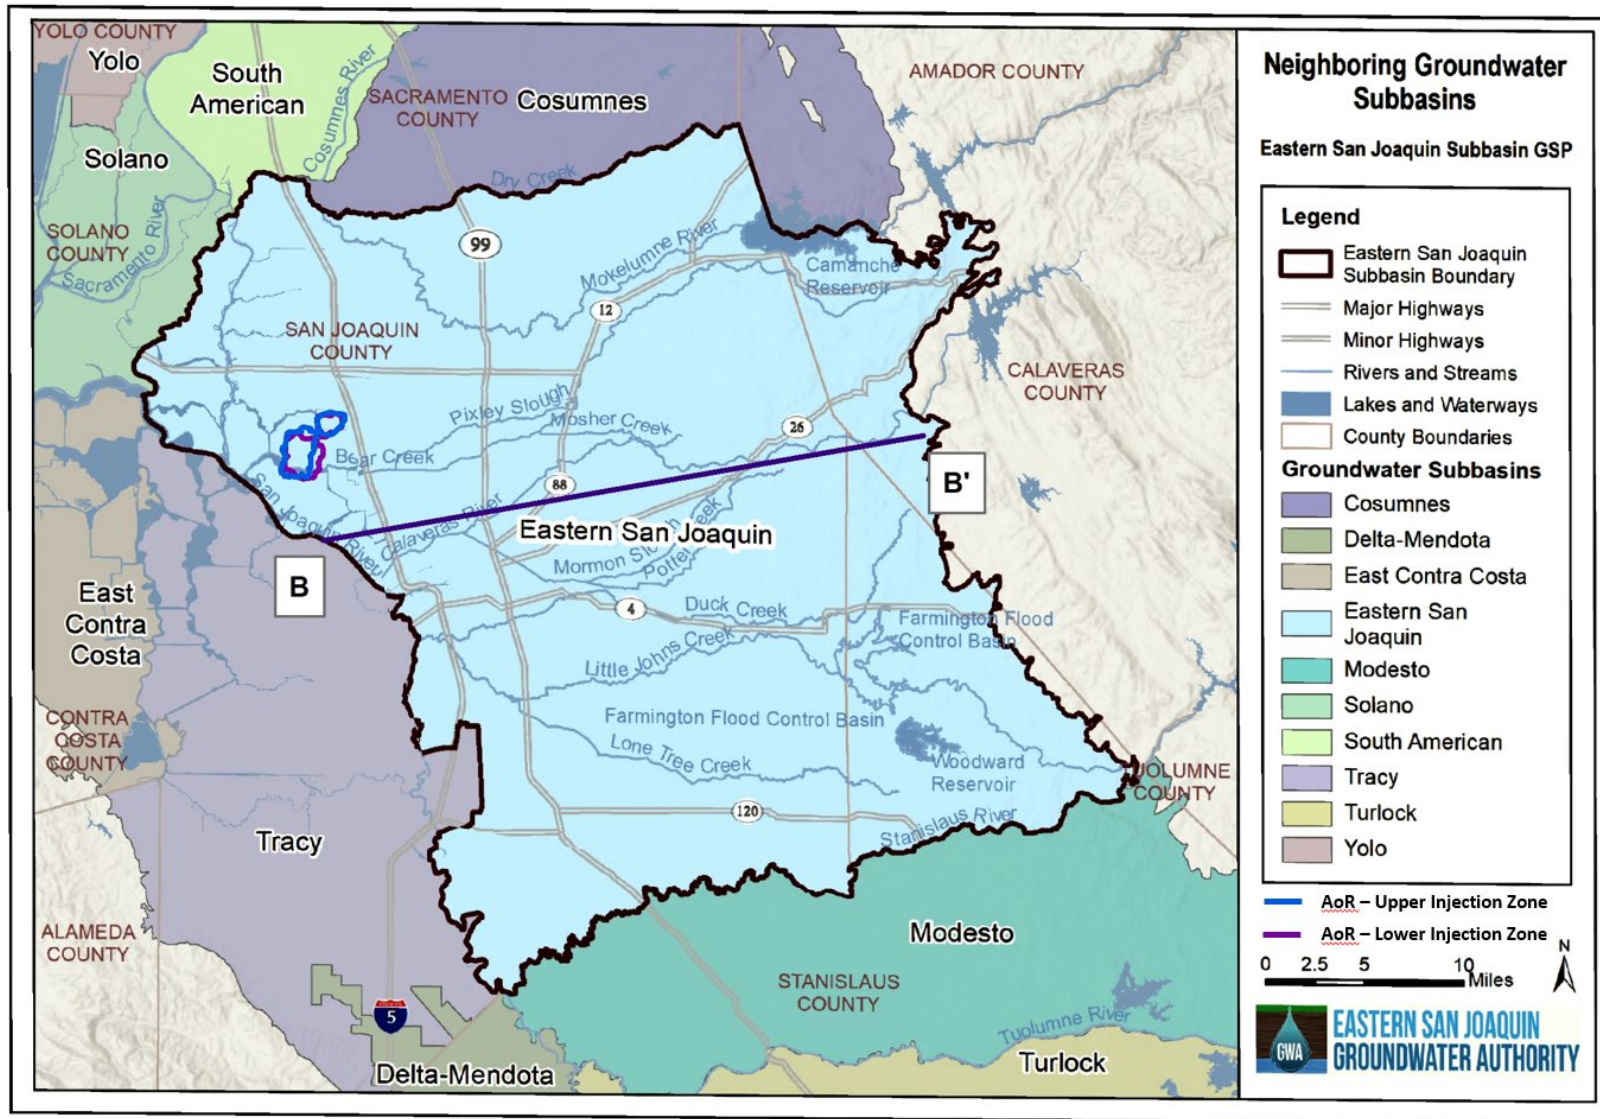 Neighboring Groundwater
Subbasins
Eastern San Joaquin Subbasin GSP
Legend
Eastern San Joaquin
Subbasin Boundary
Major Highways
Minor Highways
Rivers and Streams
Lakes and Waterways
County Boundaries
Groundwater Subbasins
Cosumnes
Delta-Mendota
East Contra Costa
Eastern San
Joaquin
Modesto
Solano
South American
Tracy
Turlock
Yolo
AoR – Upper Injection Zone
AoR – Lower Injection Zone
N
0 2.5 5 10
Miles
GWA
EASTERN SAN JOAQUIN
GROUNDWATER AUTHORITY
YOLO COUNTY
Yolo
South
American
Cosumnes River
SACRAMENTO
COUNTY
Cosumnes
AMADOR COUNTY
Solano
Dry Creek
SOLANO
COUNTY
Sacramento River
99
Mokelumne River
Camanche
Reservoir
12
SAN JOAQUIN
COUNTY
CALAVERAS
COUNTY
Pixley Slough
Mosher Creek
26
Bear Creek
88
B'
San Joaquin River
Calaveras River
Eastern San Joaquin
Mormon Slough
Potter Creek
B
East
Contra
Costa
4
Duck Creek
Farmington Flood
Control Basin
Little Johns Creek
CONTRA
COSTA
COUNTY
Farmington Flood Control Basin
Lone Tree Creek
Woodward
Reservoir
UOLUMNE
COUNTY
120
Stanislaus River
Tracy
ALAMEDA
COUNTY
Modesto
STANISLAUS
COUNTY
5
Tuolumne River
Turlock
Delta-Mendota